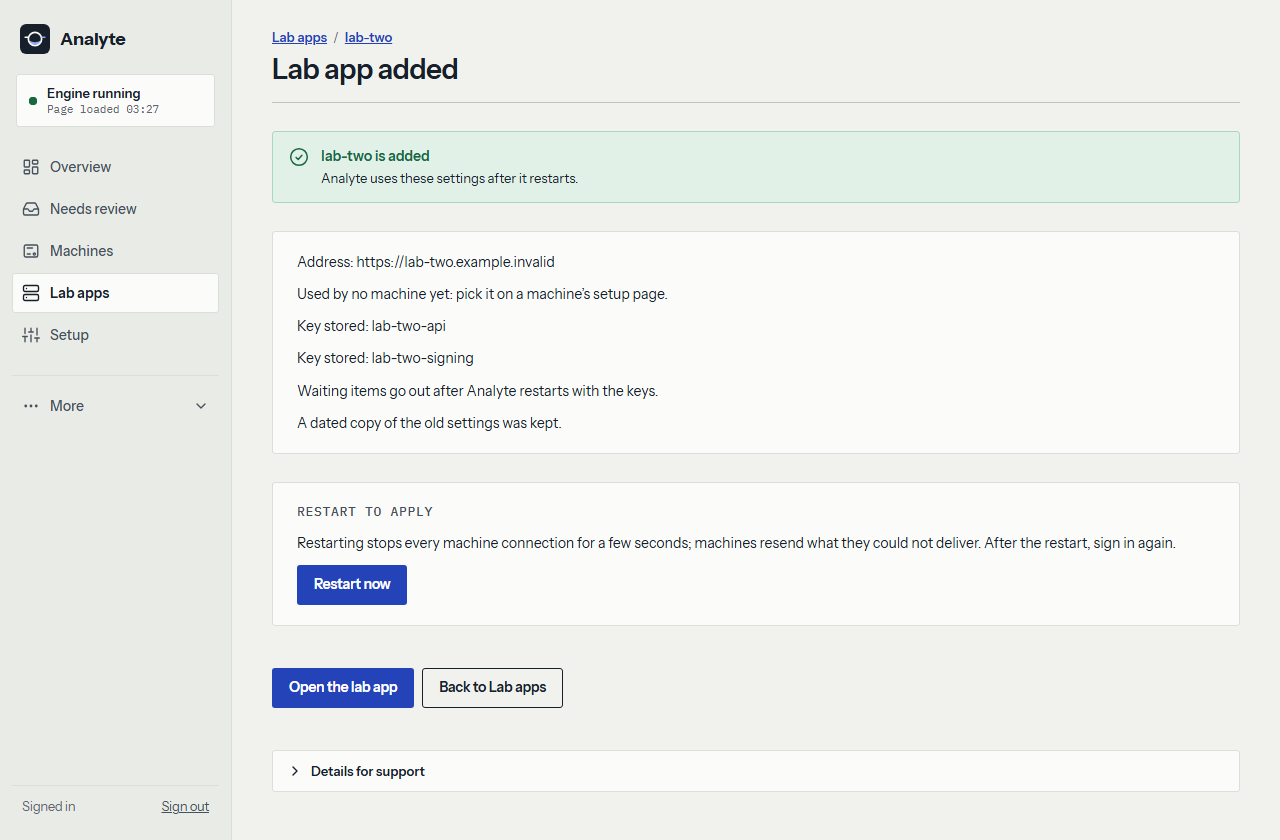 Analyte
Engine running
Page loaded 03:27
Overview
Needs review
Machines
Lab apps
Setup
More
Signed in
Sign out
Lab apps / lab-two
Lab app added
lab-two is added
Analyte uses these settings after it restarts.
Address: https://lab-two.example.invalid
Used by no machine yet: pick it on a machine's setup page.
Key stored: lab-two-api
Key stored: lab-two-signing
Waiting items go out after Analyte restarts with the keys.
A dated copy of the old settings was kept.
RESTART TO APPLY
Restarting stops every machine connection for a few seconds; machines resend what they could not deliver. After the restart, sign in again.
Restart now
Open the lab app
Back to Lab apps
Details for support